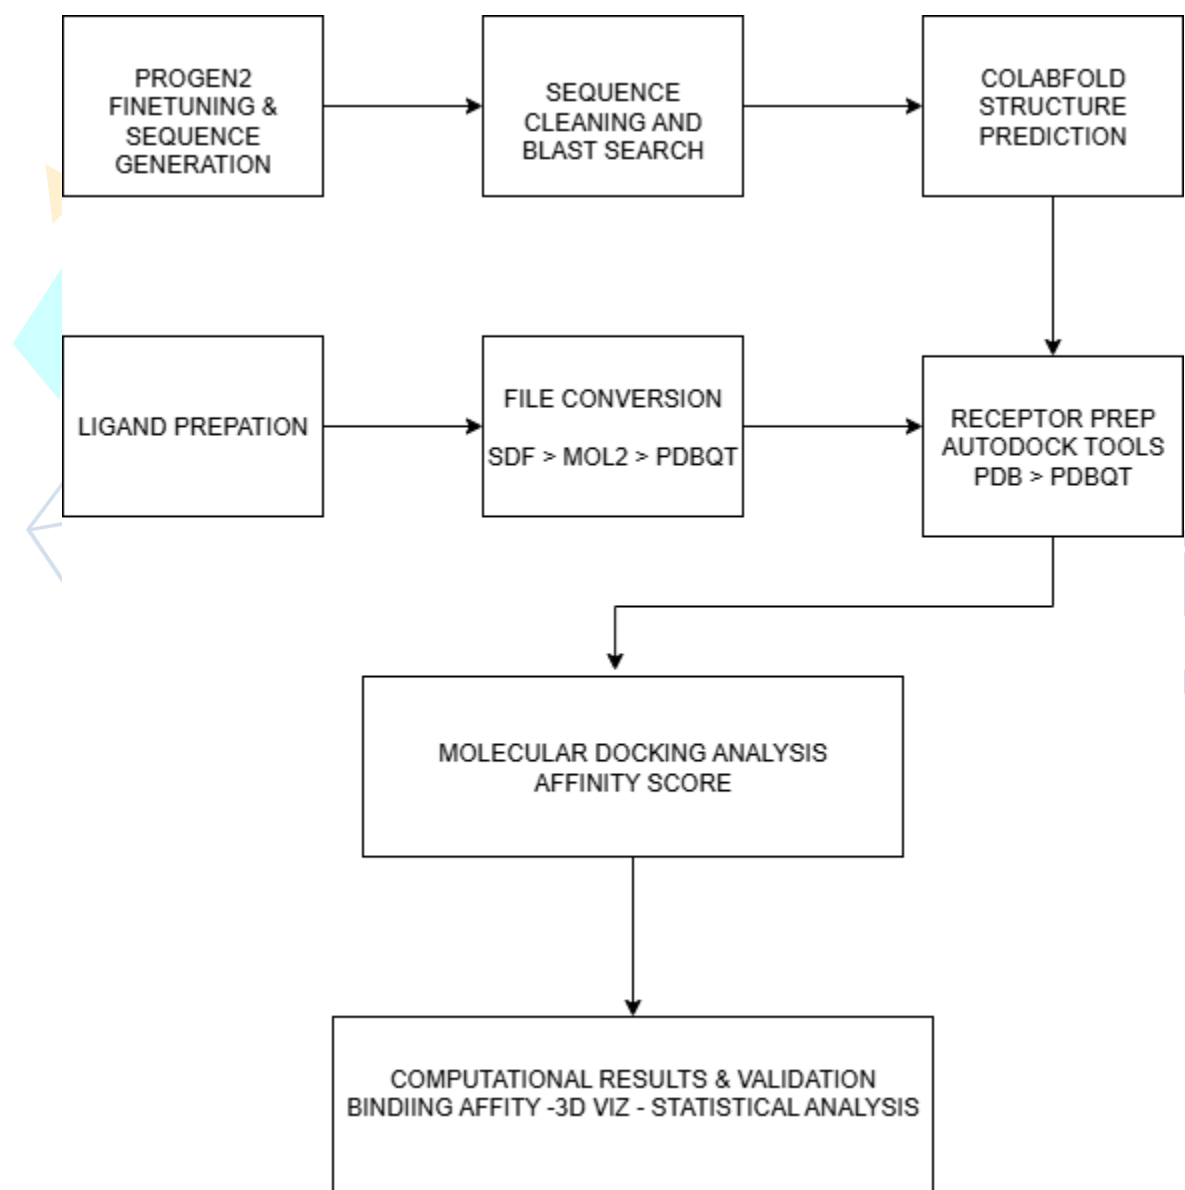 PROGEN2
FINETUNING &
SEQUENCE
GENERATION
SEQUENCE
CLEANING AND
BLAST SEARCH
COLABFOLD
STRUCTURE
PREDICTION
LIGAND PREPATION
FILE CONVERSION
SDF > MOL2 > PDBQT
RECEPTOR PREP
AUTODOCK TOOLS
PDB > PDBQT
MOLECULAR DOCKING ANALYSIS
AFFINITY SCORE
COMPUTATIONAL RESULTS & VALIDATION
BINDIING AFFITY -3D VIZ - STATISTICAL ANALYSIS